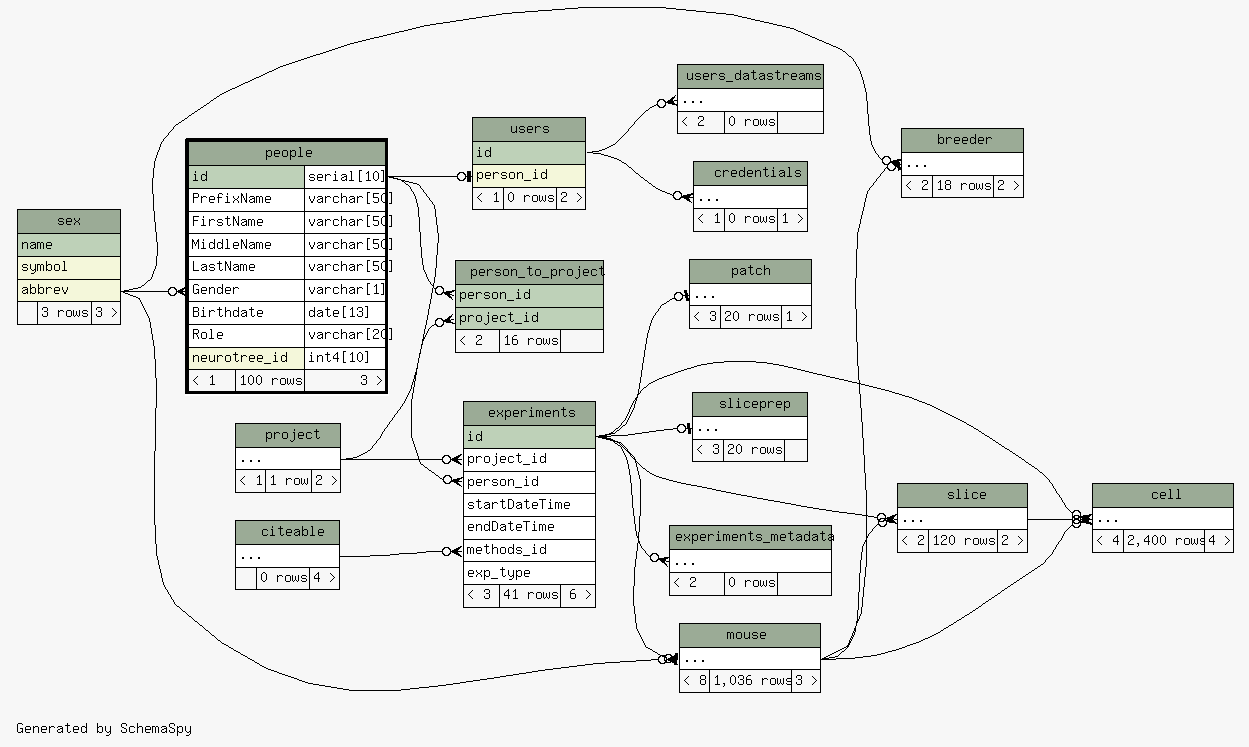 users_datastreams
...
< 2 0 rows
users
id
person_id
< 1 0 rows 2 >
breeder
...
< 2 18 rows 2 >
people
id serial[10]
PrefixName varchar[50]
FirstName varchar[50]
MiddleName varchar[50]
LastName varchar[50]
Gender varchar[1]
Birthdate date[13]
Role varchar[20]
neurotree_id int4[10]
< 1 100 rows 3 >
credentials
...
< 1 0 rows 1 >
sex
name
symbol
abbrev
3 rows 3 >
person_to_project
person_id
project_id
< 2 16 rows
patch
...
< 3 20 rows 1 >
sliceprep
...
< 3 20 rows
experiments
id
project_id
person_id
startDateTime
endDateTime
methods_id
exp_type
< 3 41 rows 6 >
project
...
< 1 1 row 2 >
slice
...
< 2 120 rows 2 >
cell
...
< 4 2,400 rows 4 >
citeable
...
0 rows 4 >
experiments_metadata
...
< 2 0 rows
mouse
...
< 8 1,036 rows 3 >
Generated by SchemaSpy